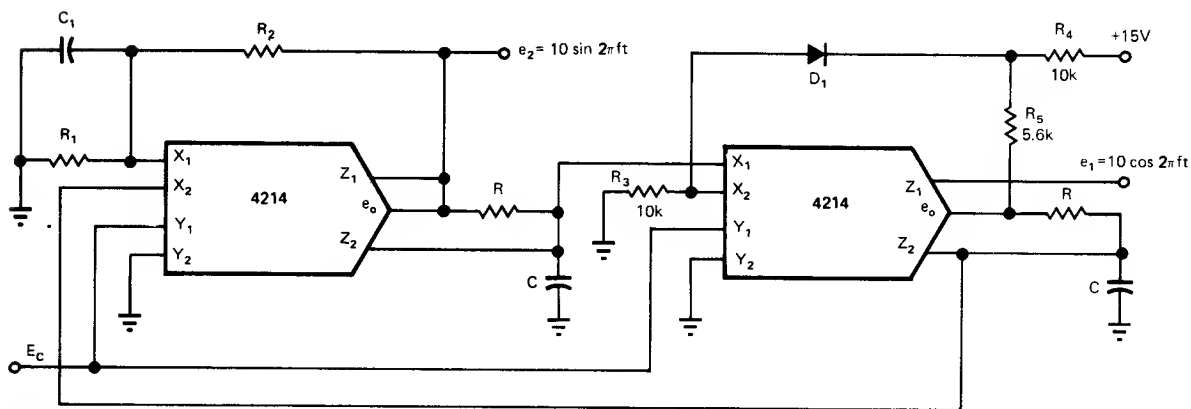 C1
R2
e2 = 10 sin 2πft
R4
+15V
10k
D1
R5
5.6k
R1
X1
X2
Y1
Y2
4214
Z1
eo
Z2
R
C
R3
10k
X1
X2
Y1
Y2
4214
Z1
eo
Z2
e1 = 10 cos 2πft
R
C
EC